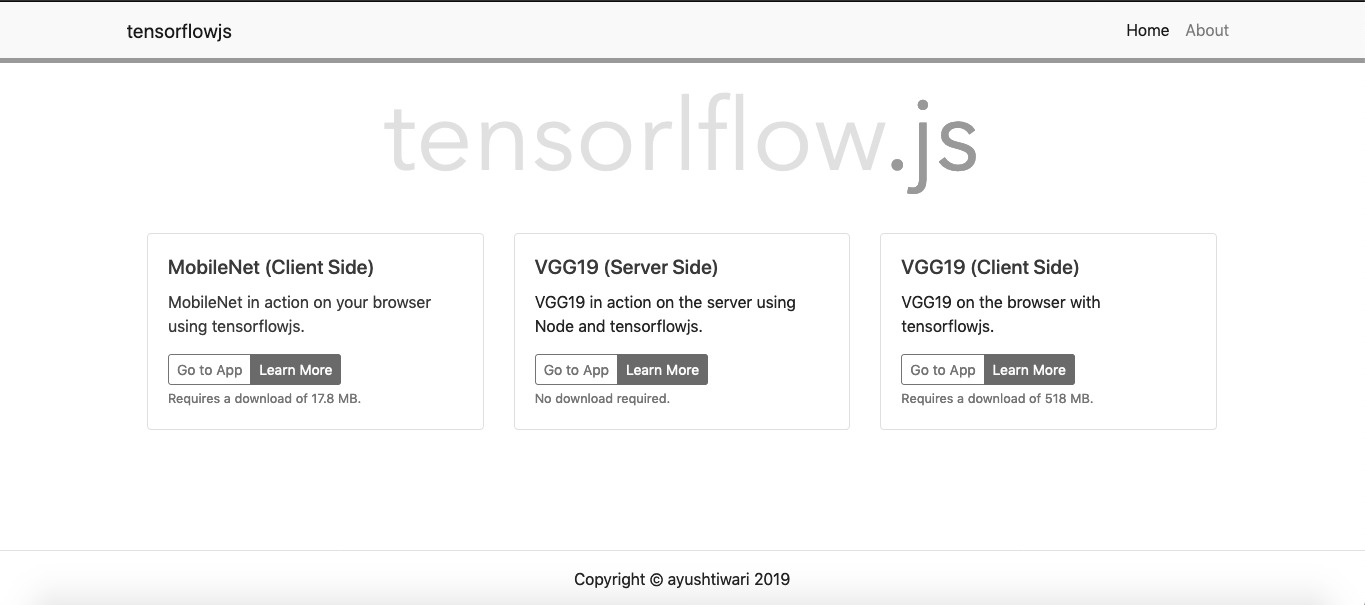 tensorflowjs
Home About
tensorlflow.js
MobileNet (Client Side)
MobileNet in action on your browser
using tensorflowjs.
Go to App Learn More
Requires a download of 17.8 MB.
VGG19 (Server Side)
VGG19 in action on the server using
Node and tensorflowjs.
Go to App Learn More
No download required.
VGG19 (Client Side)
VGG19 on the browser with
tensorflowjs.
Go to App Learn More
Requires a download of 518 MB.
Copyright © ayushtiwari 2019